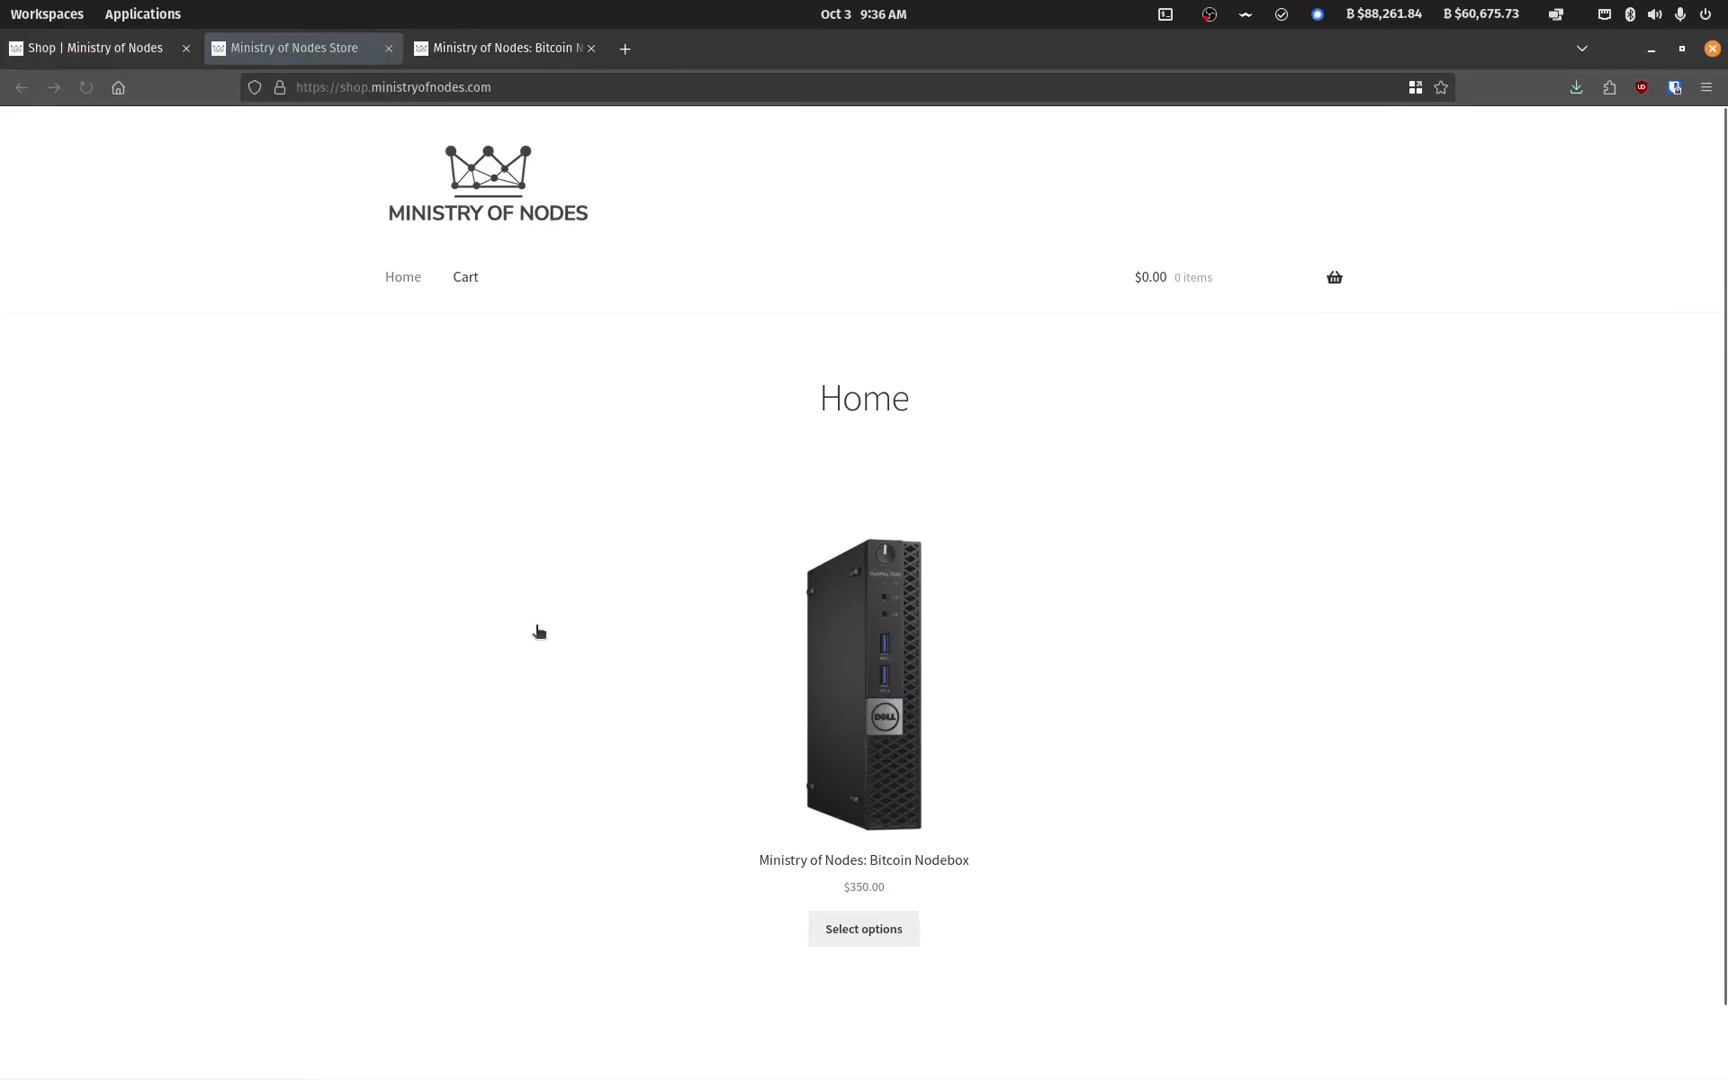 Workspaces Applications Oct 3 9:36 AM ₿ $88,261.84 ₿ $60,675.73
Shop | Ministry of Nodes Ministry of Nodes Store Ministry of Nodes: Bitcoin N
https://shop.ministryofnodes.com
MINISTRY OF NODES
Home Cart $0.00 0 items
Home
DELL
Ministry of Nodes: Bitcoin Nodebox
$350.00
Select options